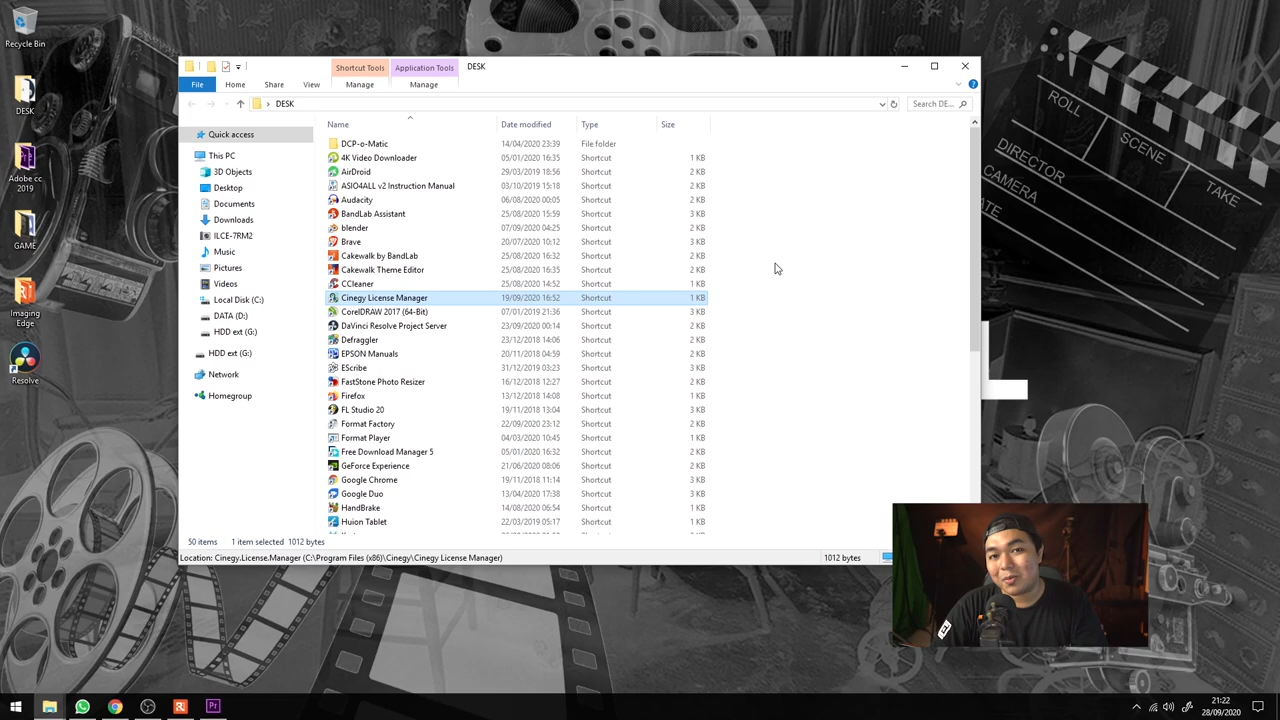 Recycle Bin
DESK
Adobe cc
2019
GAME
Imaging
Edge
Resolve
Shortcut Tools
Application Tools
DESK
File
Home
Share
View
Manage
Manage
DESK
Search DE...
Quick access
This PC
3D Objects
Desktop
Documents
Downloads
ILCE-7RM2
Music
Pictures
Videos
Local Disk (C:)
DATA (D:)
HDD ext (G:)
HDD ext (G:)
Network
Homegroup
Name Date modified Type Size
DCP-o-Matic 14/04/2020 23:39 File folder
4K Video Downloader 05/01/2020 16:35 Shortcut 1 KB
AirDroid 29/03/2019 18:56 Shortcut 2 KB
ASIO4ALL v2 Instruction Manual 03/10/2019 15:18 Shortcut 2 KB
Audacity 06/08/2020 00:05 Shortcut 2 KB
BandLab Assistant 25/08/2020 15:59 Shortcut 3 KB
blender 07/09/2020 04:25 Shortcut 2 KB
Brave 20/07/2020 10:12 Shortcut 3 KB
Cakewalk by BandLab 25/08/2020 16:32 Shortcut 2 KB
Cakewalk Theme Editor 25/08/2020 16:35 Shortcut 2 KB
CCleaner 25/08/2020 14:52 Shortcut 1 KB
Cinegy License Manager 19/09/2020 16:52 Shortcut 1 KB
CorelDRAW 2017 (64-Bit) 07/01/2019 21:36 Shortcut 3 KB
DaVinci Resolve Project Server 23/09/2020 00:14 Shortcut 2 KB
Defraggler 23/12/2018 14:06 Shortcut 2 KB
EPSON Manuals 20/11/2018 04:59 Shortcut 1 KB
EScribe 31/12/2019 03:23 Shortcut 3 KB
FastStone Photo Resizer 16/12/2018 12:27 Shortcut 2 KB
Firefox 13/12/2018 14:08 Shortcut 1 KB
FL Studio 20 19/11/2018 13:04 Shortcut 3 KB
Format Factory 22/09/2020 23:12 Shortcut 2 KB
Format Player 04/03/2020 10:45 Shortcut 1 KB
Free Download Manager 5 05/01/2020 16:32 Shortcut 2 KB
GeForce Experience 21/06/2020 08:06 Shortcut 2 KB
Google Chrome 19/11/2018 11:14 Shortcut 3 KB
Google Duo 13/04/2020 17:38 Shortcut 3 KB
HandBrake 14/08/2020 06:54 Shortcut 1 KB
Huion Tablet 22/03/2019 05:17 Shortcut 1 KB
50 items 1 item selected 1012 bytes
Location: Cinegy.License.Manager (C:\Program Files (x86)\Cinegy\Cinegy License Manager)
1012 bytes
ROLL
SCENE
TAKE
DIRECTOR
CAMERA
21:22
28/09/2020